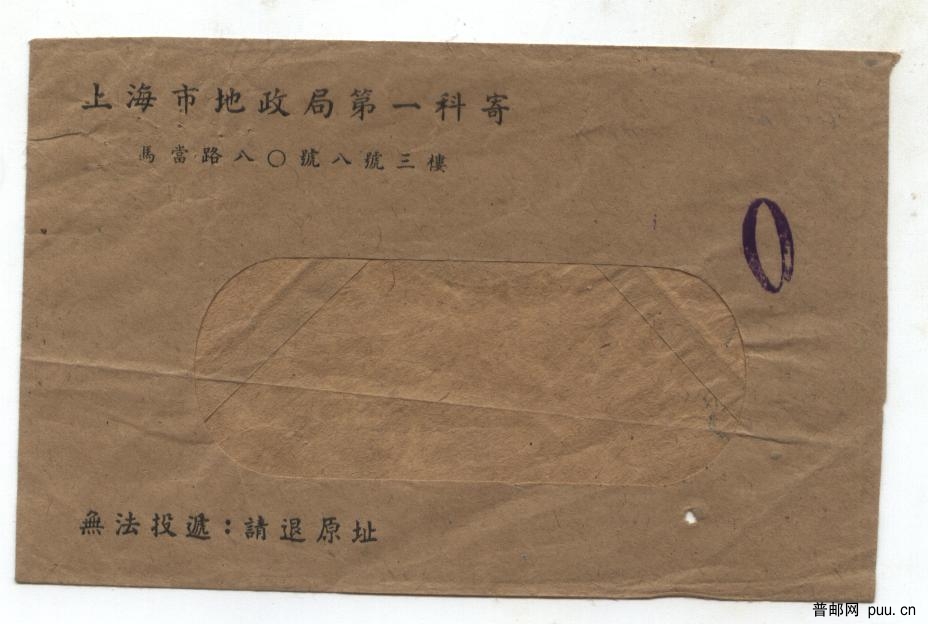 上海市地政局第一科寄
馬當路八〇號八號三樓
0
無法投遞：請退原址
普邮网 puu.cn